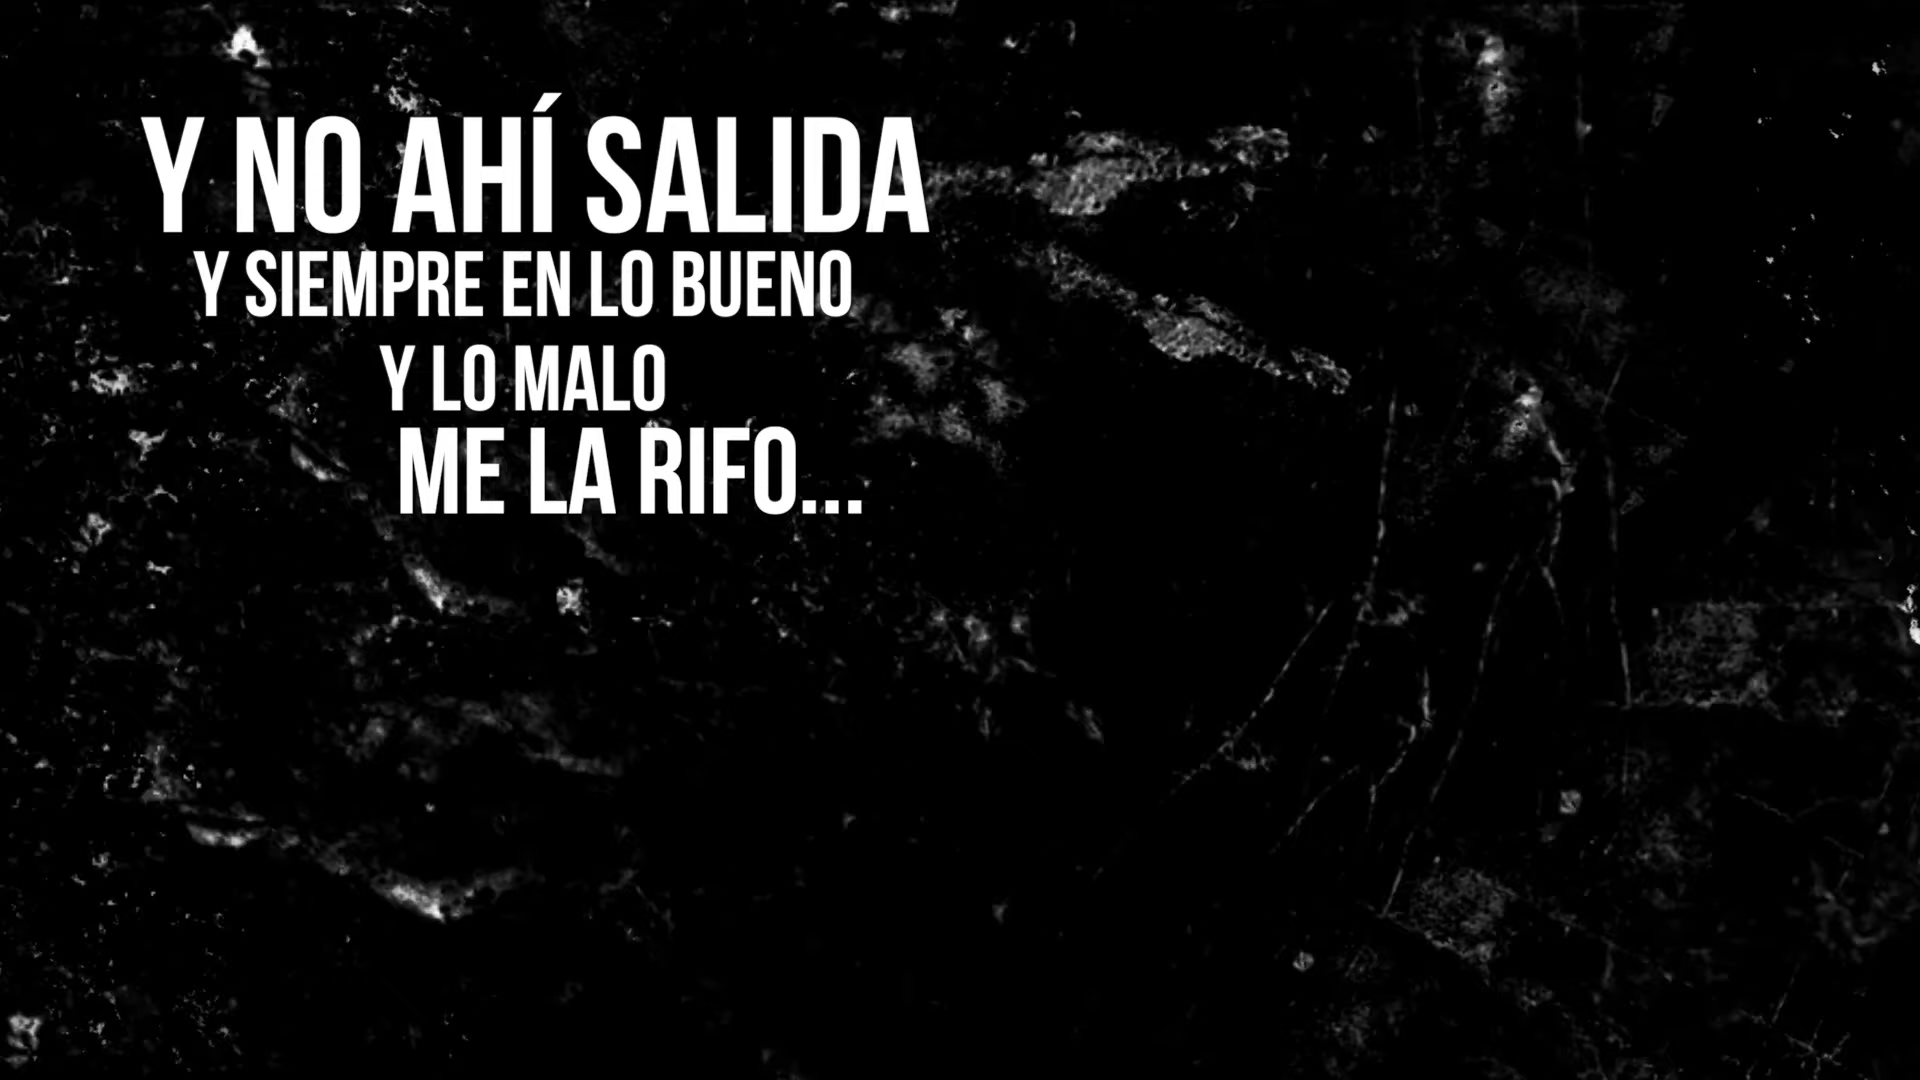 Y NO AHÍ SALIDA
Y SIEMPRE EN LO BUENO
Y LO MALO
ME LA RIFO...